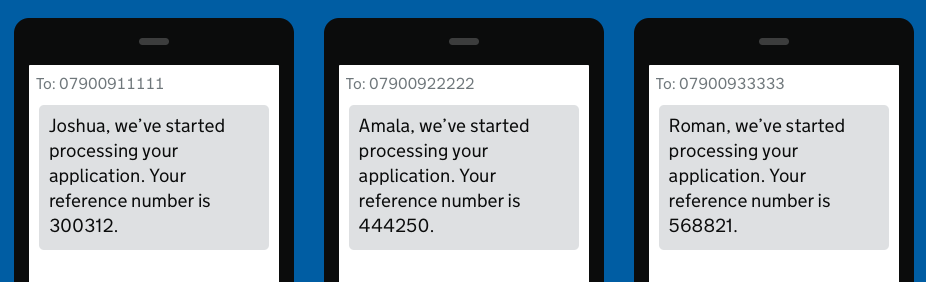 To: 07900911111
Joshua, we’ve started
processing your
application. Your
reference number is
300312.
To: 07900922222
Amala, we’ve started
processing your
application. Your
reference number is
444250.
To: 07900933333
Roman, we’ve started
processing your
application. Your
reference number is
568821.